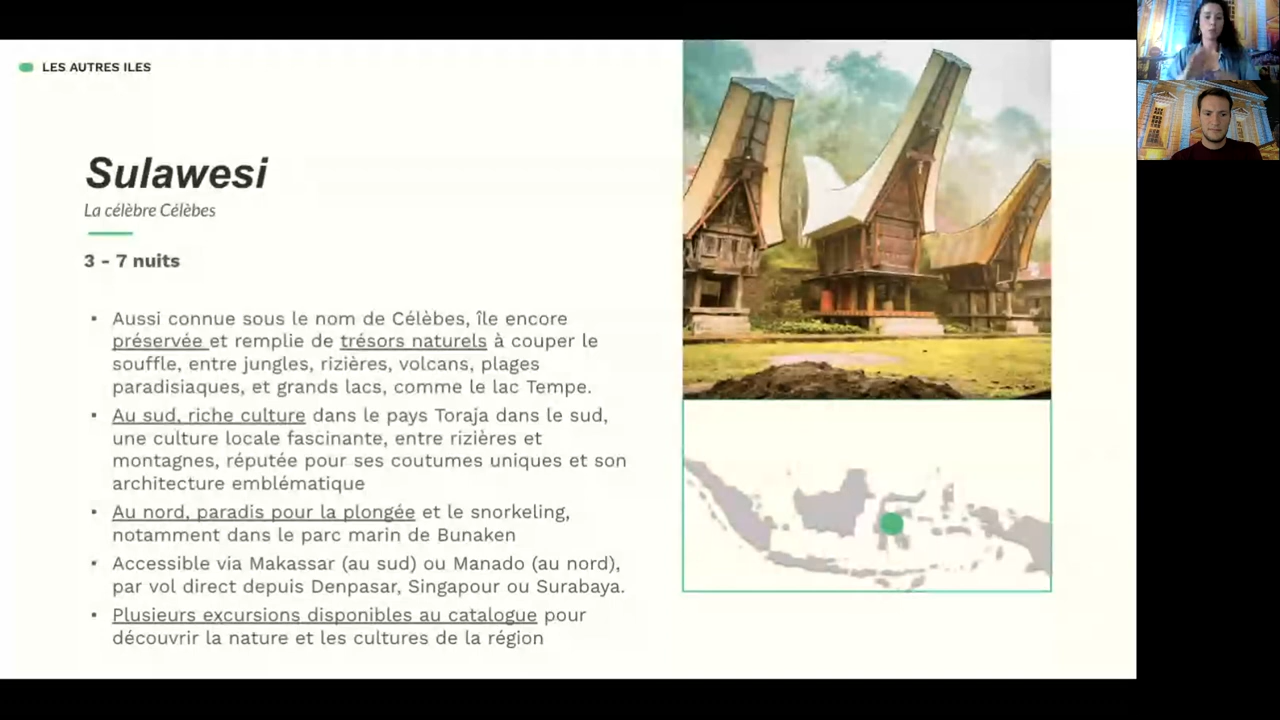 LES AUTRES ILES
Sulawesi
La célèbre Célèbes
3 - 7 nuits
▪ Aussi connue sous le nom de Célèbes, île encore
préservée et remplie de trésors naturels à couper le
souffle, entre jungles, rizières, volcans, plages
paradisiaques, et grands lacs, comme le lac Tempe.
▪ Au sud, riche culture dans le pays Toraja dans le sud,
une culture locale fascinante, entre rizières et
montagnes, réputée pour ses coutumes uniques et son
architecture emblématique
▪ Au nord, paradis pour la plongée et le snorkeling,
notamment dans le parc marin de Bunaken
▪ Accessible via Makassar (au sud) ou Manado (au nord),
par vol direct depuis Denpasar, Singapour ou Surabaya.
▪ Plusieurs excursions disponibles au catalogue pour
découvrir la nature et les cultures de la région